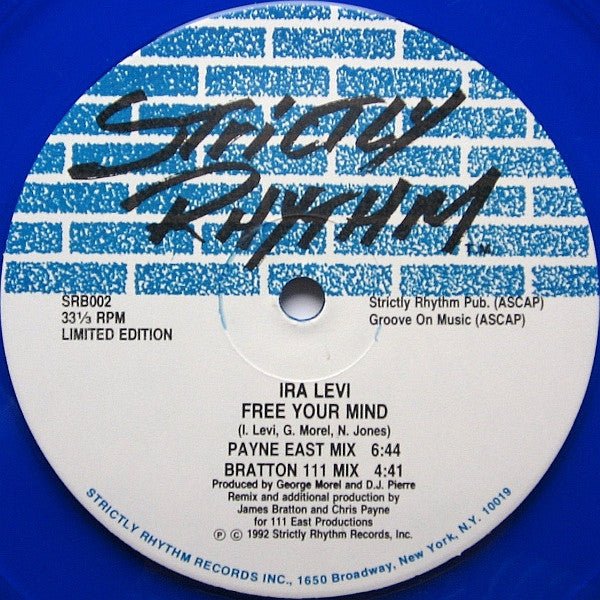 STRICTLY
RHYTHM
T.M.
SRB002
33⅓ RPM
LIMITED EDITION
Strictly Rhythm Pub. (ASCAP)
Groove On Music (ASCAP)
IRA LEVI
FREE YOUR MIND
(I. Levi, G. Morel, N. Jones)
PAYNE EAST MIX 6:44
BRATTON 111 MIX 4:41
Produced by George Morel and D.J. Pierre
Remix and additional production by
James Bratton and Chris Payne
for 111 East Productions
Ⓟ © 1992 Strictly Rhythm Records, Inc.
STRICTLY RHYTHM RECORDS INC., 1650 Broadway, New York, N.Y. 10019